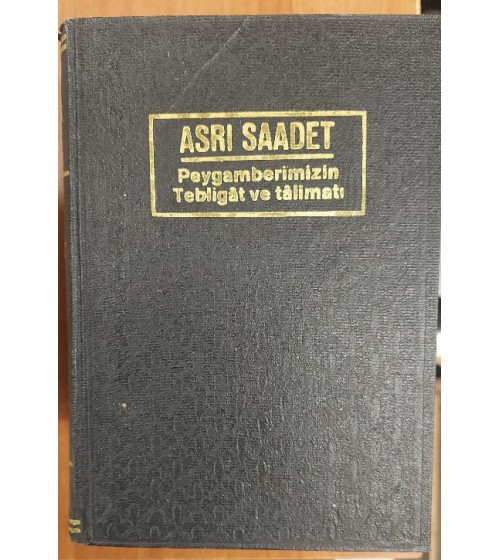 ASRI SAADET
Peygamberimizin
Tebligât ve tâlimatı